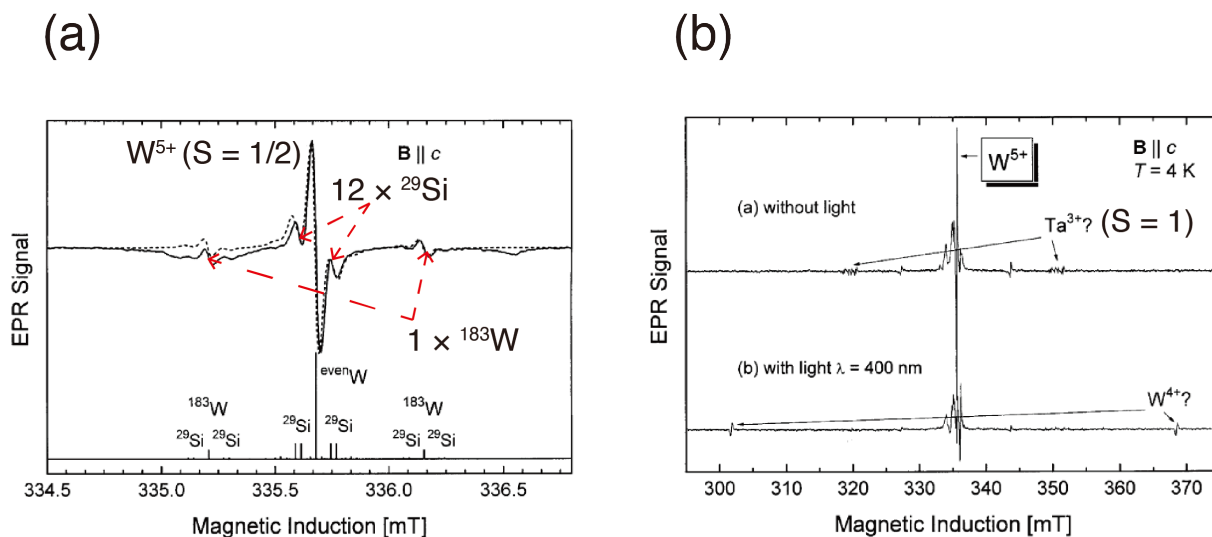 (a)
W⁵⁺ (S = 1/2)
B || c
12 × ²⁹Si
1 × ¹⁸³W
evenW
¹⁸³W
²⁹Si
²⁹Si
¹⁸³W
²⁹Si
²⁹Si
²⁹Si
²⁹Si
EPR Signal
334.5
335.0
335.5
336.0
336.5
Magnetic Induction [mT]
(b)
W⁵⁺
B || c
T = 4 K
(a) without light
Ta³⁺? (S = 1)
(b) with light λ = 400 nm
W⁴⁺?
EPR Signal
300
310
320
330
340
350
360
370
Magnetic Induction [mT]